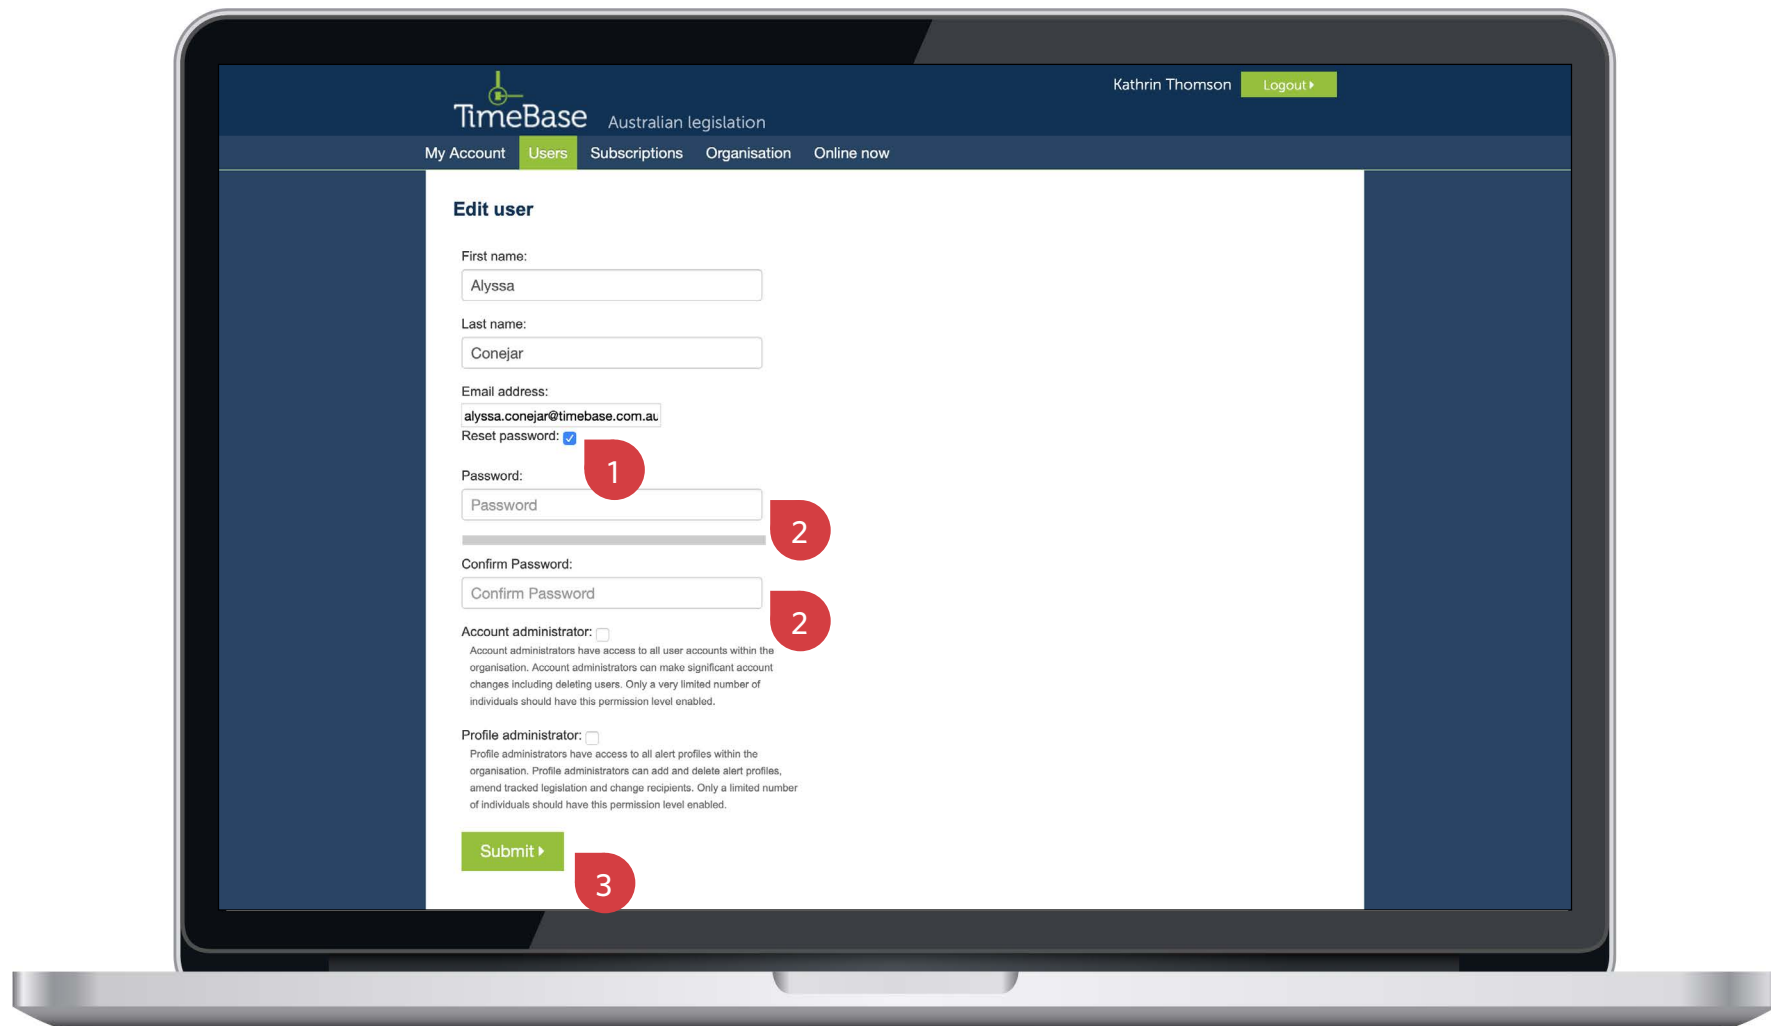 Kathrin Thomson
Logout
TimeBase
Australian legislation
My Account Users Subscriptions Organisation Online now
Edit user
First name:
Alyssa
Last name:
Conejar
Email address:
alyssa.conejar@timebase.com.au
Reset password:
1
Password:
Password
2
Confirm Password:
Confirm Password
2
Account administrator:
Account administrators have access to all user accounts within the
organisation. Account administrators can make significant account
changes including deleting users. Only a very limited number of
individuals should have this permission level enabled.
Profile administrator:
Profile administrators have access to all alert profiles within the
organisation. Profile administrators can add and delete alert profiles,
amend tracked legislation and change recipients. Only a limited number
of individuals should have this permission level enabled.
Submit
3